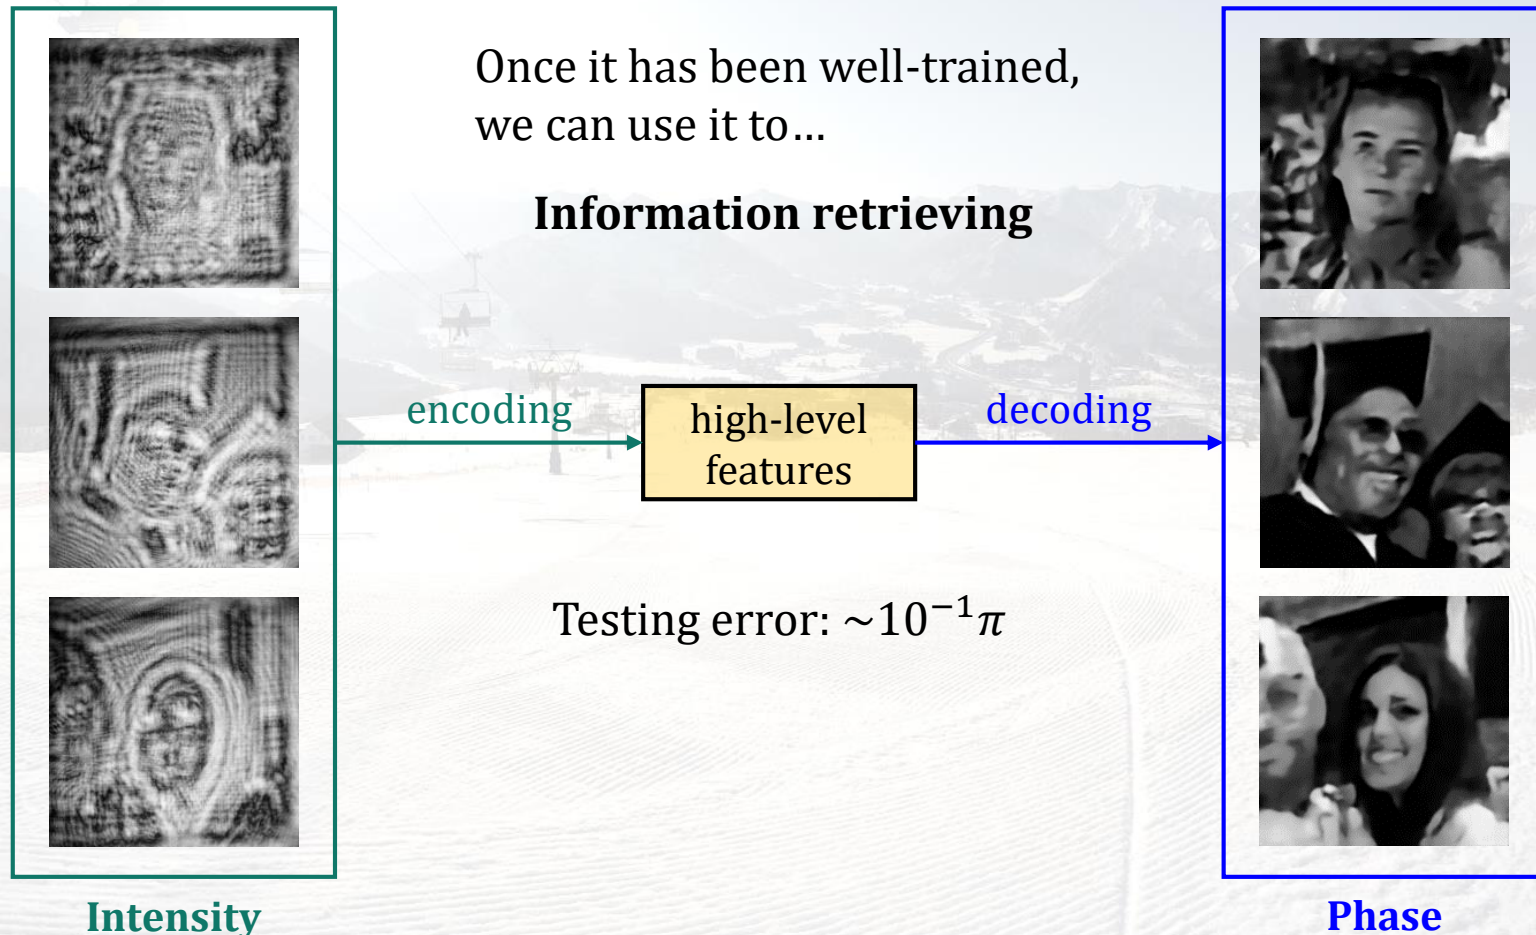 Once it has been well-trained,
we can use it to…
Information retrieving
encoding
high-level
features
decoding
Testing error: ~10⁻¹π
Intensity
Phase